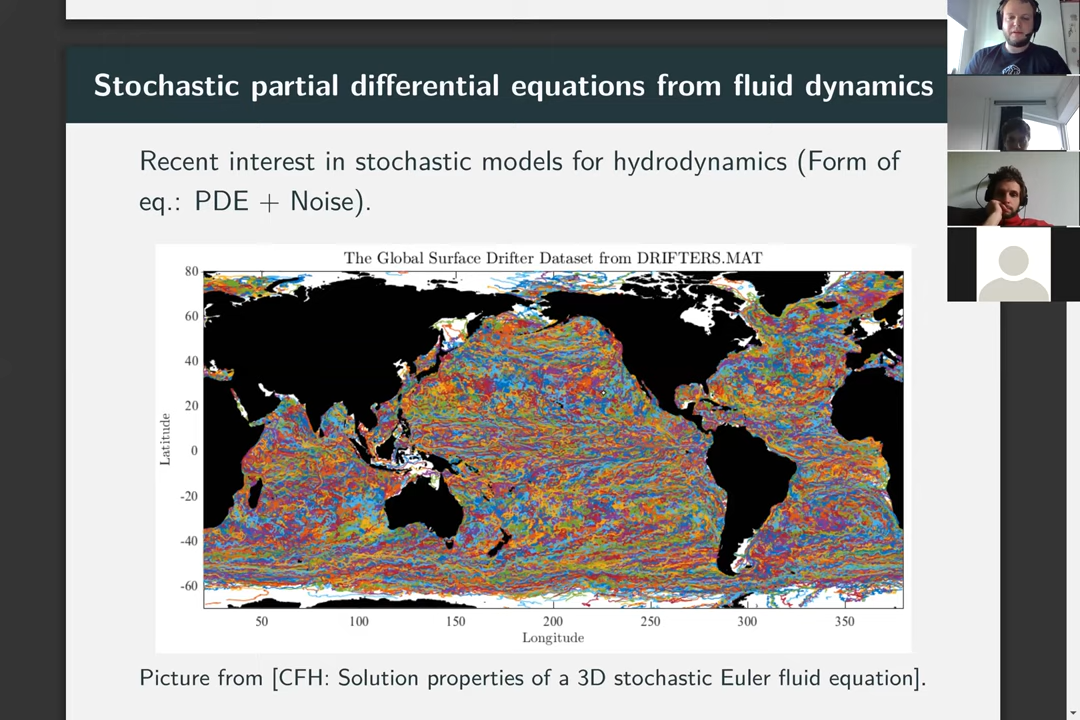 Stochastic partial differential equations from fluid dynamics
Recent interest in stochastic models for hydrodynamics (Form of
eq.: PDE + Noise).
The Global Surface Drifter Dataset from DRIFTERS.MAT
80
60
40
20
0
-20
-40
-60
Latitude
50
100
150
200
250
300
350
Longitude
Picture from [CFH: Solution properties of a 3D stochastic Euler fluid equation].